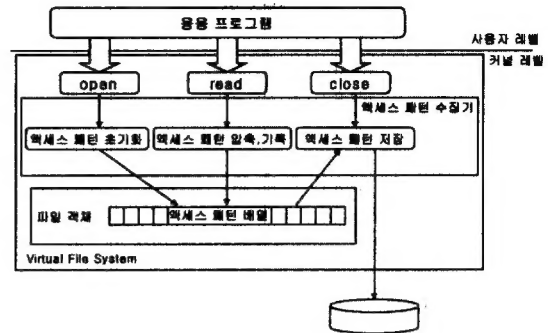 응용 프로그램
사용자 레벨
커널 레벨
open
read
close
액세스 패턴 수집기
액세스 패턴 초기화
액세스 패턴 압축,기록
액세스 패턴 저장
파일 객체
액세스 패턴 배열
Virtual File System